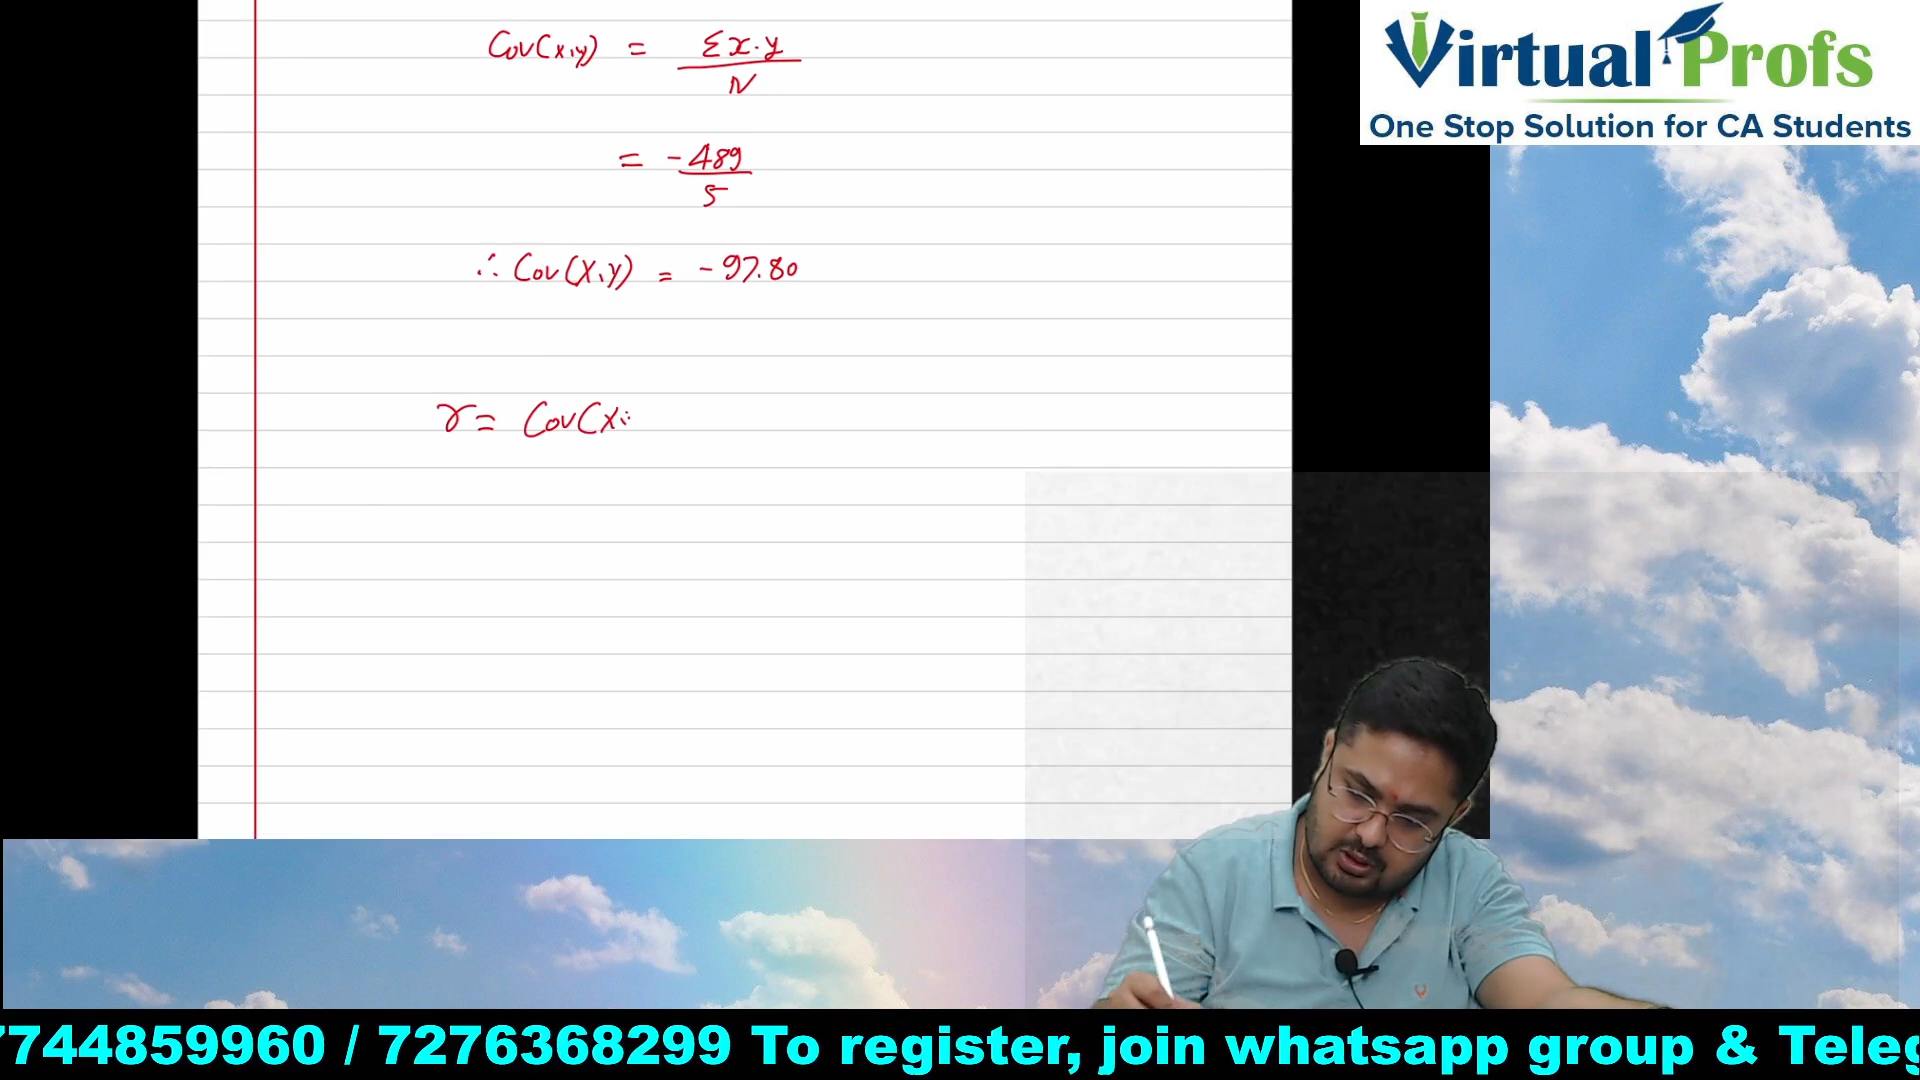 Cov(x,y) = Σx.y
N
= -489
5
∴ Cov(X,Y) = -97.80
r = Cov(X
Virtual Profs
One Stop Solution for CA Students
7744859960 / 7276368299 To register, join whatsapp group & Teleg